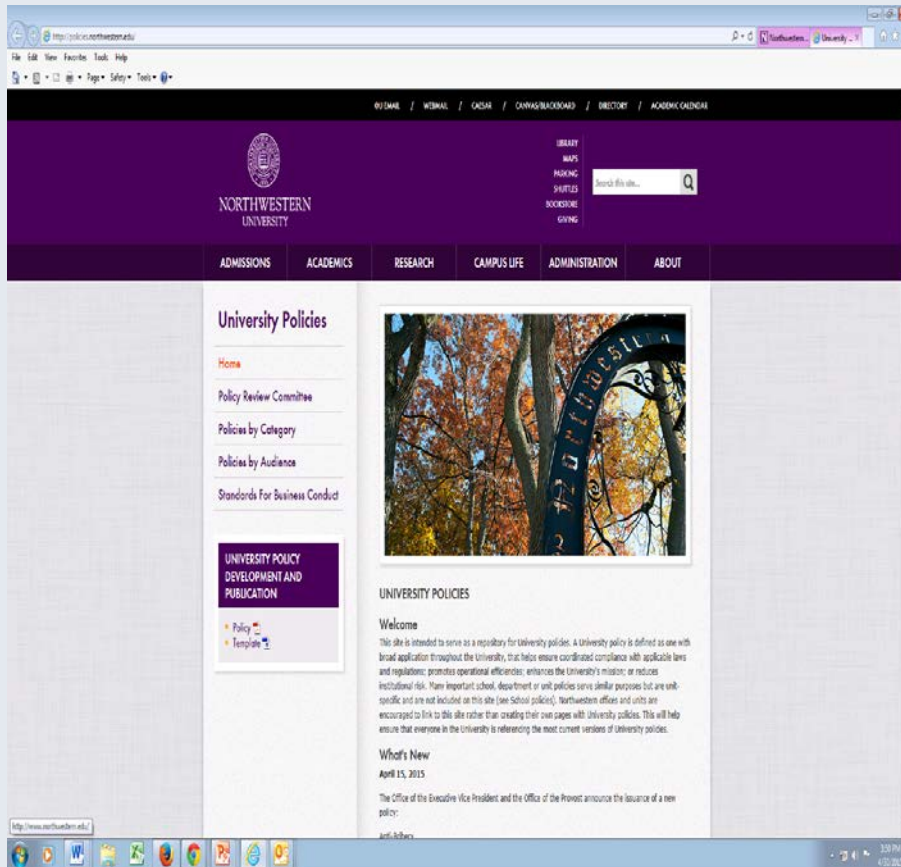 http://policies.northwestern.edu/
Northwestern...
University ...
File Edit View Favorites Tools Help
Page Safety Tools
EMAIL / WEBMAIL / CAESAR / CANVAS/BLACKBOARD / DIRECTORY / ACADEMIC CALENDAR
LIBRARY
MAPS
PARKING
SHUTTLES
BOOKSTORE
GIVING
Search this site...
NORTHWESTERN
UNIVERSITY
ADMISSIONS ACADEMICS RESEARCH CAMPUS LIFE ADMINISTRATION ABOUT
University Policies
Home
Policy Review Committee
Policies by Category
Policies by Audience
Standards For Business Conduct
UNIVERSITY POLICY
DEVELOPMENT AND
PUBLICATION
Policy
Template
Northwestern
UNIVERSITY POLICIES
Welcome
This site is intended to serve as a repository for University policies. A University policy is defined as one with
broad application throughout the University, that helps ensure coordinated compliance with applicable laws
and regulations; promotes operational efficiencies; enhances the University's mission; or reduces
institutional risk. Many important school, department or unit policies serve similar purposes but are unit-
specific and are not included on this site (see School policies). Northwestern offices and units are
encouraged to link to this site rather than creating their own pages with University policies. This will help
ensure that everyone in the University is referencing the most current versions of University policies.
What's New
April 15, 2015
The Office of the Executive Vice President and the Office of the Provost announce the issuance of a new
policy:
Anti-Bribery
http://www.northwestern.edu/
3:50 PM